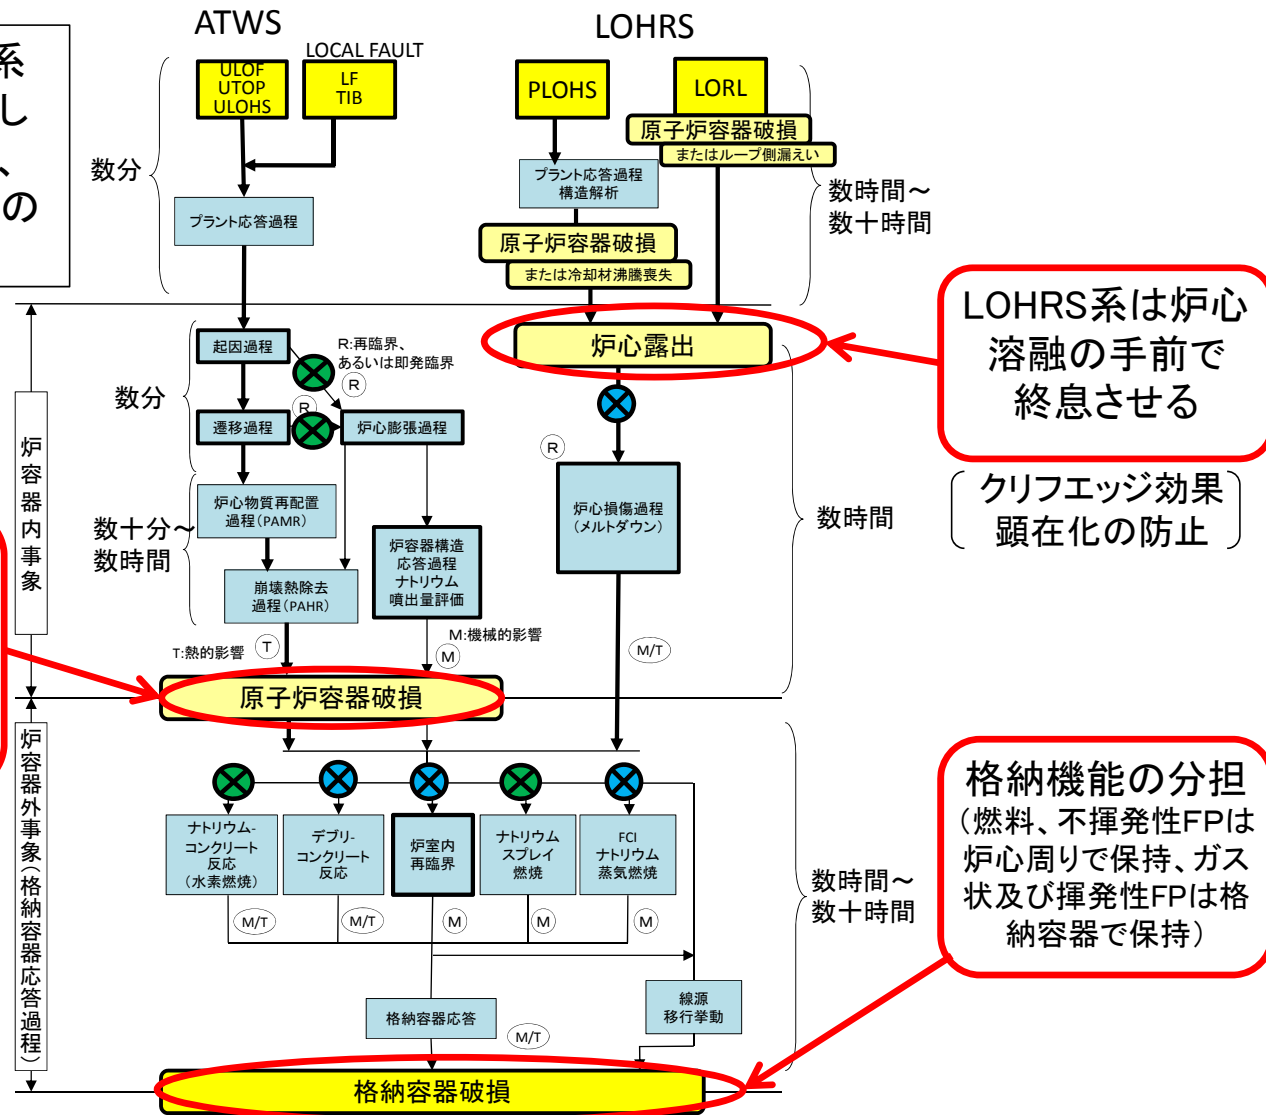 系
し
、
の
ATWS
LOCAL FAULT
ULOF
UTOP
ULOHS
LF
TIB
数分
プラント応答過程
LOHRS
PLOHS
LORL
原子炉容器破損
またはループ側漏えい
プラント応答過程
構造解析
原子炉容器破損
または冷却材沸騰喪失
数時間～
数十時間
炉心露出
LOHRS系は炉心
溶融の手前で
終息させる
クリフエッジ効果
顕在化の防止
炉容器内事象
数分
起因過程
R:再臨界、
あるいは即発臨界
R
遷移過程
R
炉心膨張過程
数十分～
数時間
炉心物質再配置
過程(PAMR)
崩壊熱除去
過程(PAHR)
炉容器構造
応答過程
ナトリウム
噴出量評価
R
炉心損傷過程
(メルトダウン)
数時間
T:熱的影響
T
M:機械的影響
M
M/T
原子炉容器破損
炉容器外事象(格納容器応答過程)
ナトリウム-
コンクリート
反応
(水素燃焼)
デブリ-
コンクリート
反応
炉室内
再臨界
ナトリウム
スプレイ
燃焼
FCI
ナトリウム
蒸気燃焼
M/T
M/T
M
M
M
数時間～
数十時間
格納機能の分担
(燃料、不揮発性FPは
炉心周りで保持、ガス
状及び揮発性FPは格
納容器で保持)
格納容器応答
M/T
線源
移行挙動
格納容器破損